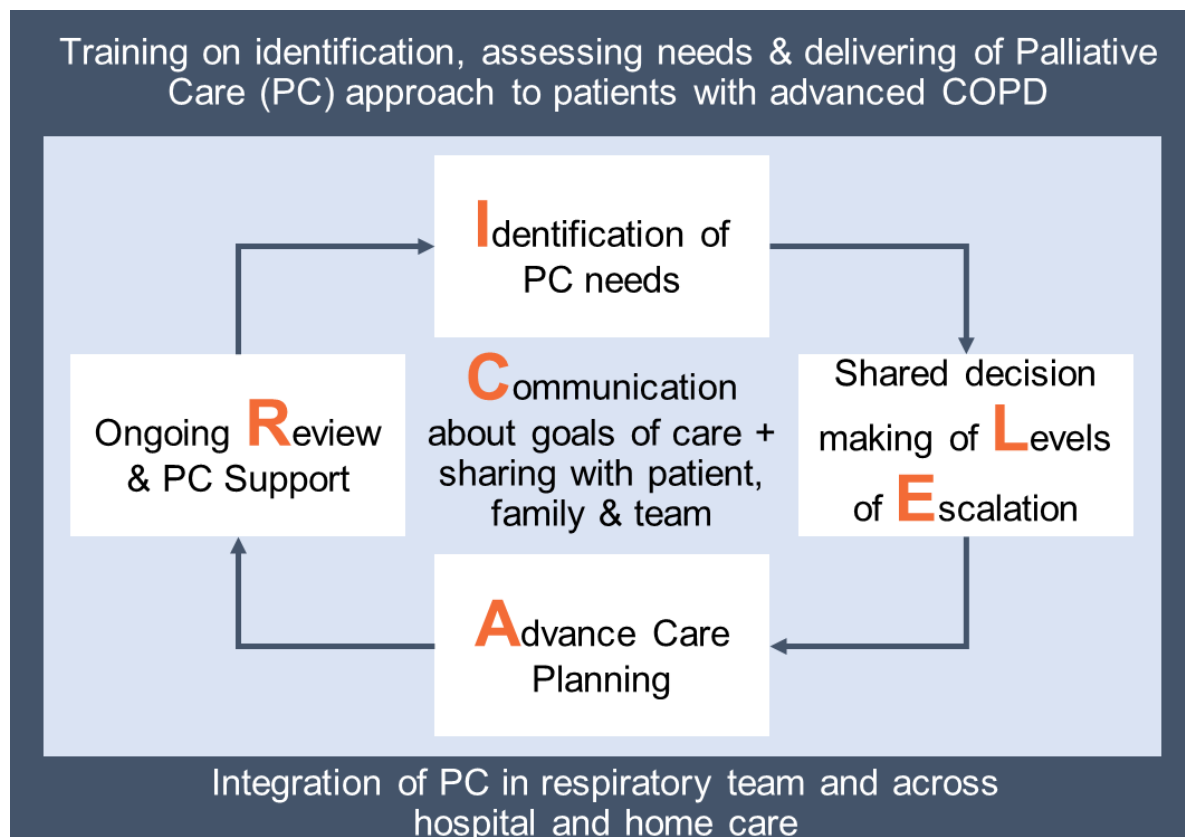 Training on identification, assessing needs & delivering of Palliative
Care (PC) approach to patients with advanced COPD
Identification of
PC needs
Communication
about goals of care +
sharing with patient,
family & team
Shared decision
making of Levels
of Escalation
Advance Care
Planning
Ongoing Review
& PC Support
Integration of PC in respiratory team and across
hospital and home care